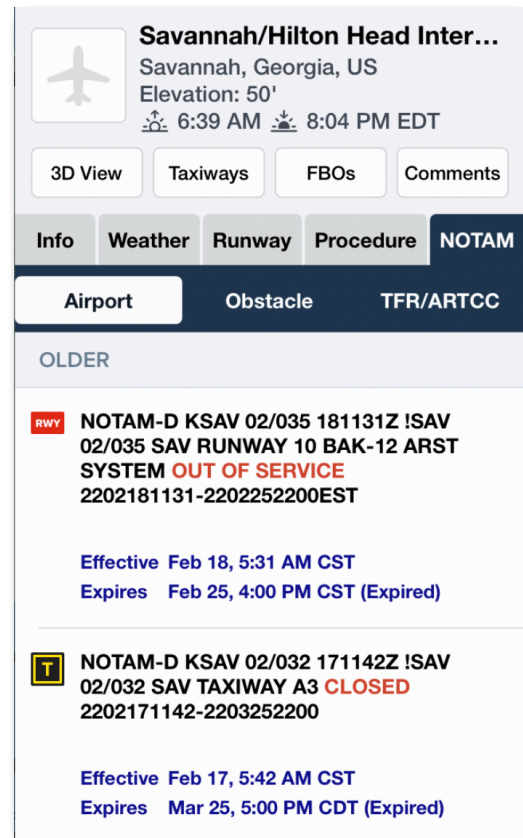 Savannah/Hilton Head Inter...
Savannah, Georgia, US
Elevation: 50'
6:39 AM 8:04 PM EDT
3D View Taxiways FBOs Comments
Info Weather Runway Procedure NOTAM
Airport Obstacle TFR/ARTCC
OLDER
RWY NOTAM-D KSAV 02/035 181131Z !SAV
02/035 SAV RUNWAY 10 BAK-12 ARST
SYSTEM OUT OF SERVICE
2202181131-2202252200EST
Effective Feb 18, 5:31 AM CST
Expires Feb 25, 4:00 PM CST (Expired)
T NOTAM-D KSAV 02/032 171142Z !SAV
02/032 SAV TAXIWAY A3 CLOSED
2202171142-2203252200
Effective Feb 17, 5:42 AM CST
Expires Mar 25, 5:00 PM CDT (Expired)